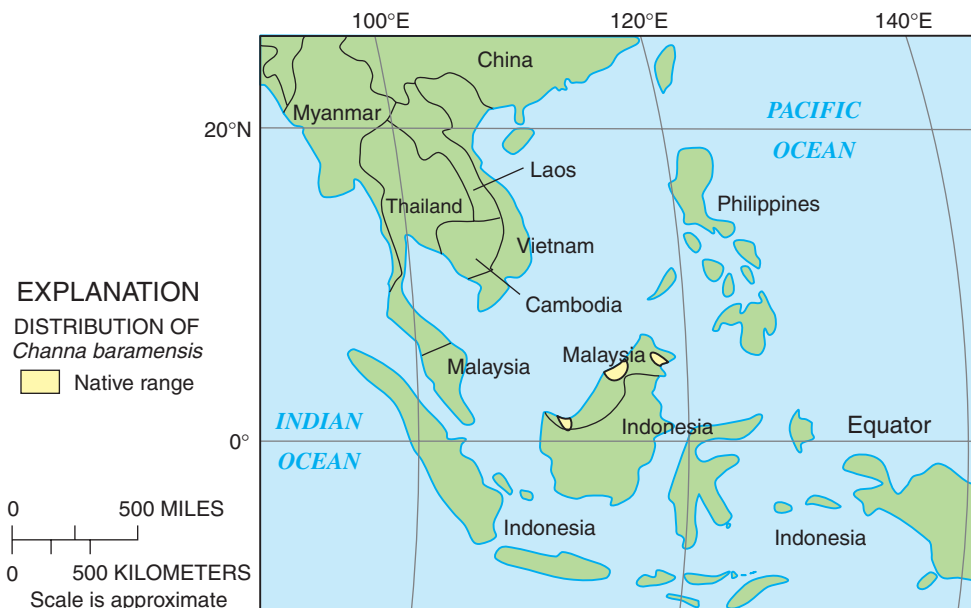 100°E 120°E 140°E
China
Myanmar
PACIFIC
20°N
OCEAN
Laos
Thailand
Philippines
Vietnam
EXPLANATION
Cambodia
DISTRIBUTION OF
Channa baramensis
Malaysia
Malaysia
Native range
INDIAN
Indonesia
Equator
0°
OCEAN
0 500 MILES
Indonesia
Indonesia
0 500 KILOMETERS
Scale is approximate